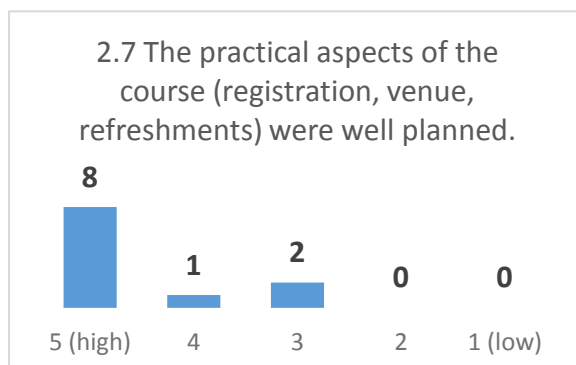 2.7 The practical aspects of the
course (registration, venue,
refreshments) were well planned.
8
1
2
0
0
5 (high)
4
3
2
1 (low)